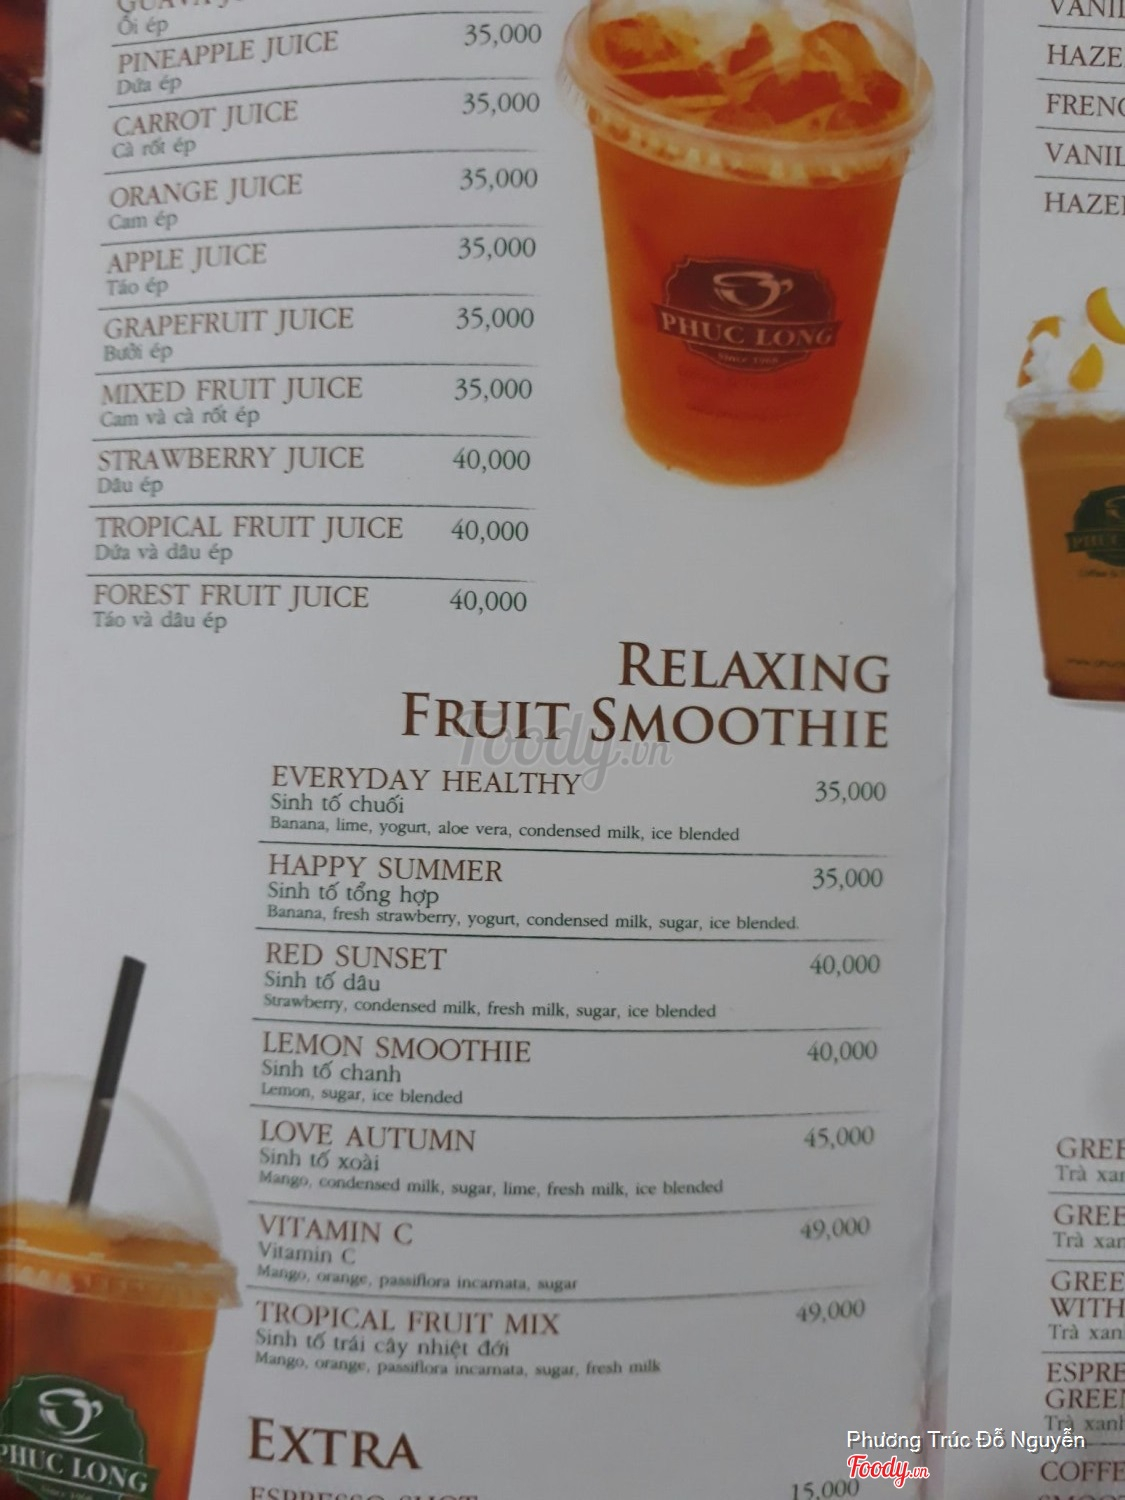 Ổi ép
PINEAPPLE JUICE 35,000
Dứa ép
CARROT JUICE 35,000
Cà rốt ép
ORANGE JUICE 35,000
Cam ép
APPLE JUICE 35,000
Táo ép
GRAPEFRUIT JUICE 35,000
Bưởi ép
MIXED FRUIT JUICE 35,000
Cam và cà rốt ép
STRAWBERRY JUICE 40,000
Dâu ép
TROPICAL FRUIT JUICE 40,000
Dứa và dâu ép
FOREST FRUIT JUICE 40,000
Táo và dâu ép
PHUC LONG
Since 1968
RELAXING
FRUIT SMOOTHIE
Foody.vn
EVERYDAY HEALTHY 35,000
Sinh tố chuối
Banana, lime, yogurt, aloe vera, condensed milk, ice blended
HAPPY SUMMER 35,000
Sinh tố tổng hợp
Banana, fresh strawberry, yogurt, condensed milk, sugar, ice blended.
RED SUNSET 40,000
Sinh tố dâu
Strawberry, condensed milk, fresh milk, sugar, ice blended
LEMON SMOOTHIE 40,000
Sinh tố chanh
Lemon, sugar, ice blended
LOVE AUTUMN 45,000
Sinh tố xoài
Mango, condensed milk, sugar, lime, fresh milk, ice blended
VITAMIN C 49,000
Vitamin C
Mango, orange, passiflora incarnata, sugar
TROPICAL FRUIT MIX 49,000
Sinh tố trái cây nhiệt đới
Mango, orange, passiflora incarnata, sugar, fresh milk
EXTRA
ESPRESSO SHOT 15,000
PHUC LONG
VANIL
HAZE
FRENC
VANIL
HAZEL
GREE
Trà xan
GREE
Trà xan
GREE
WITH
Trà xan
ESPRE
GREEN
Trà xanh
COFFE
Phương Trúc Đỗ Nguyễn
Foody.vn